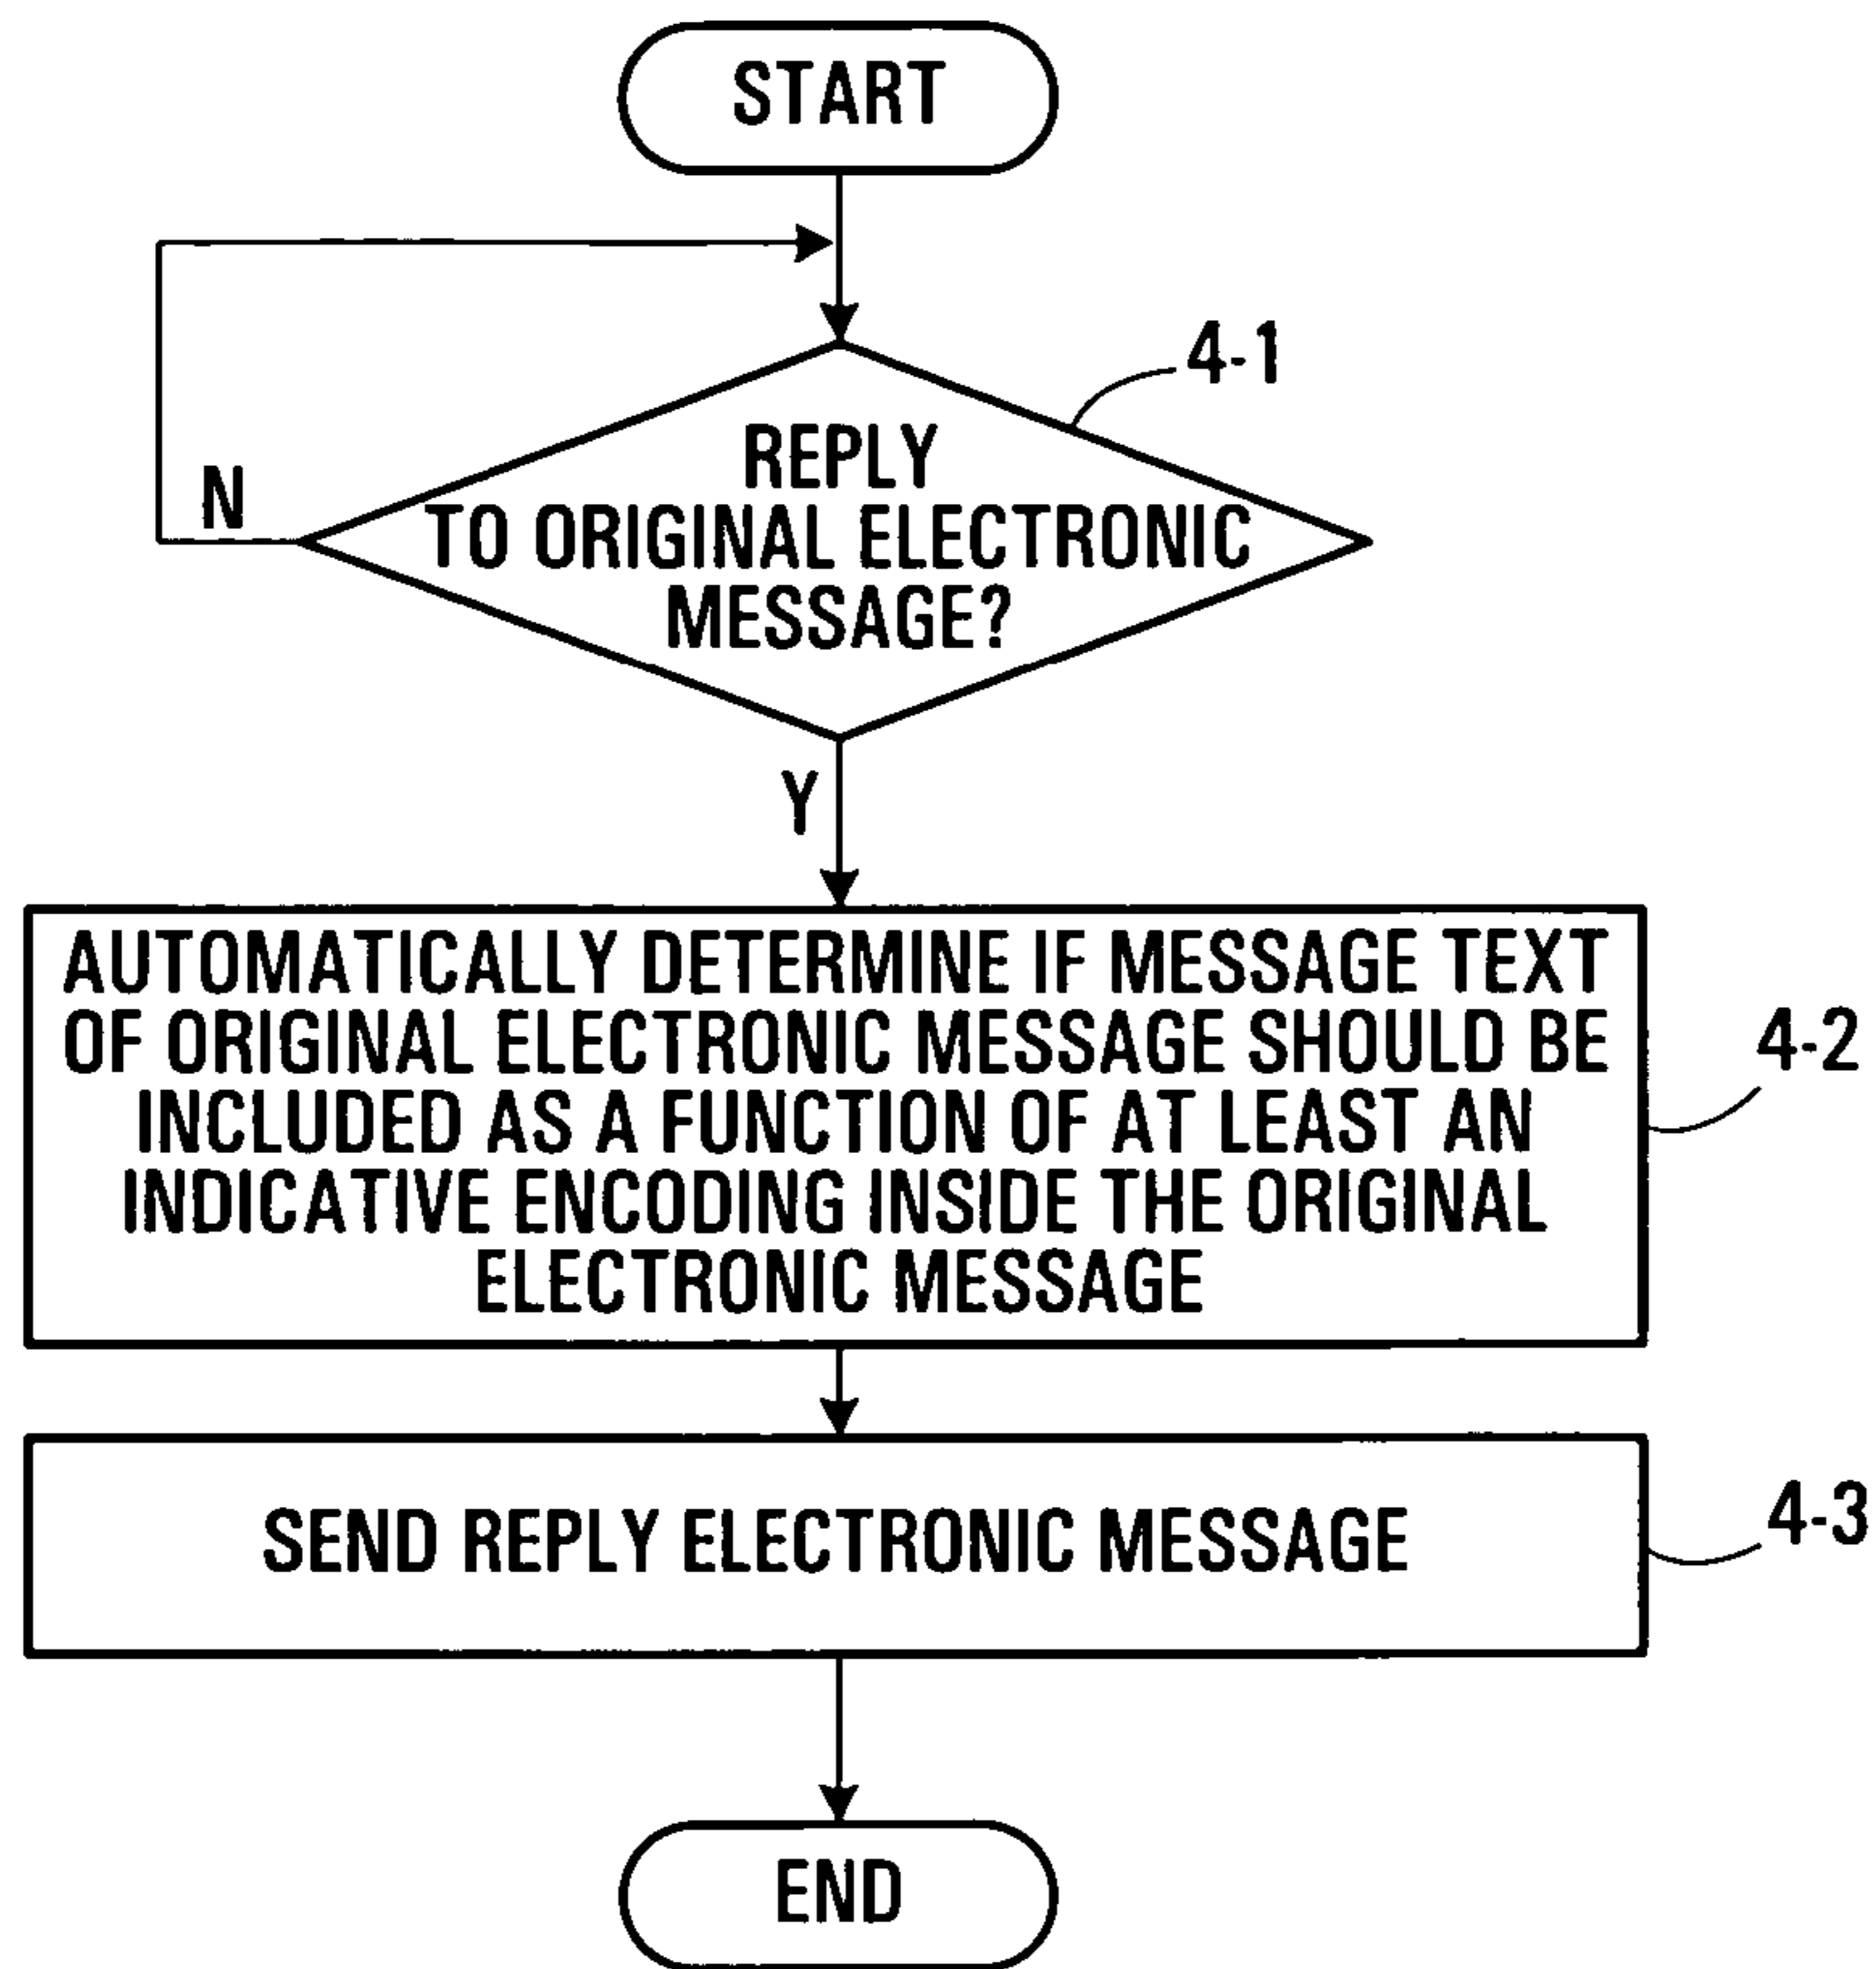 START
4-1
REPLY
TO ORIGINAL ELECTRONIC
MESSAGE?
N
Y
AUTOMATICALLY DETERMINE IF MESSAGE TEXT
OF ORIGINAL ELECTRONIC MESSAGE SHOULD BE
INCLUDED AS A FUNCTION OF AT LEAST AN
INDICATIVE ENCODING INSIDE THE ORIGINAL
ELECTRONIC MESSAGE
4-2
SEND REPLY ELECTRONIC MESSAGE
4-3
END